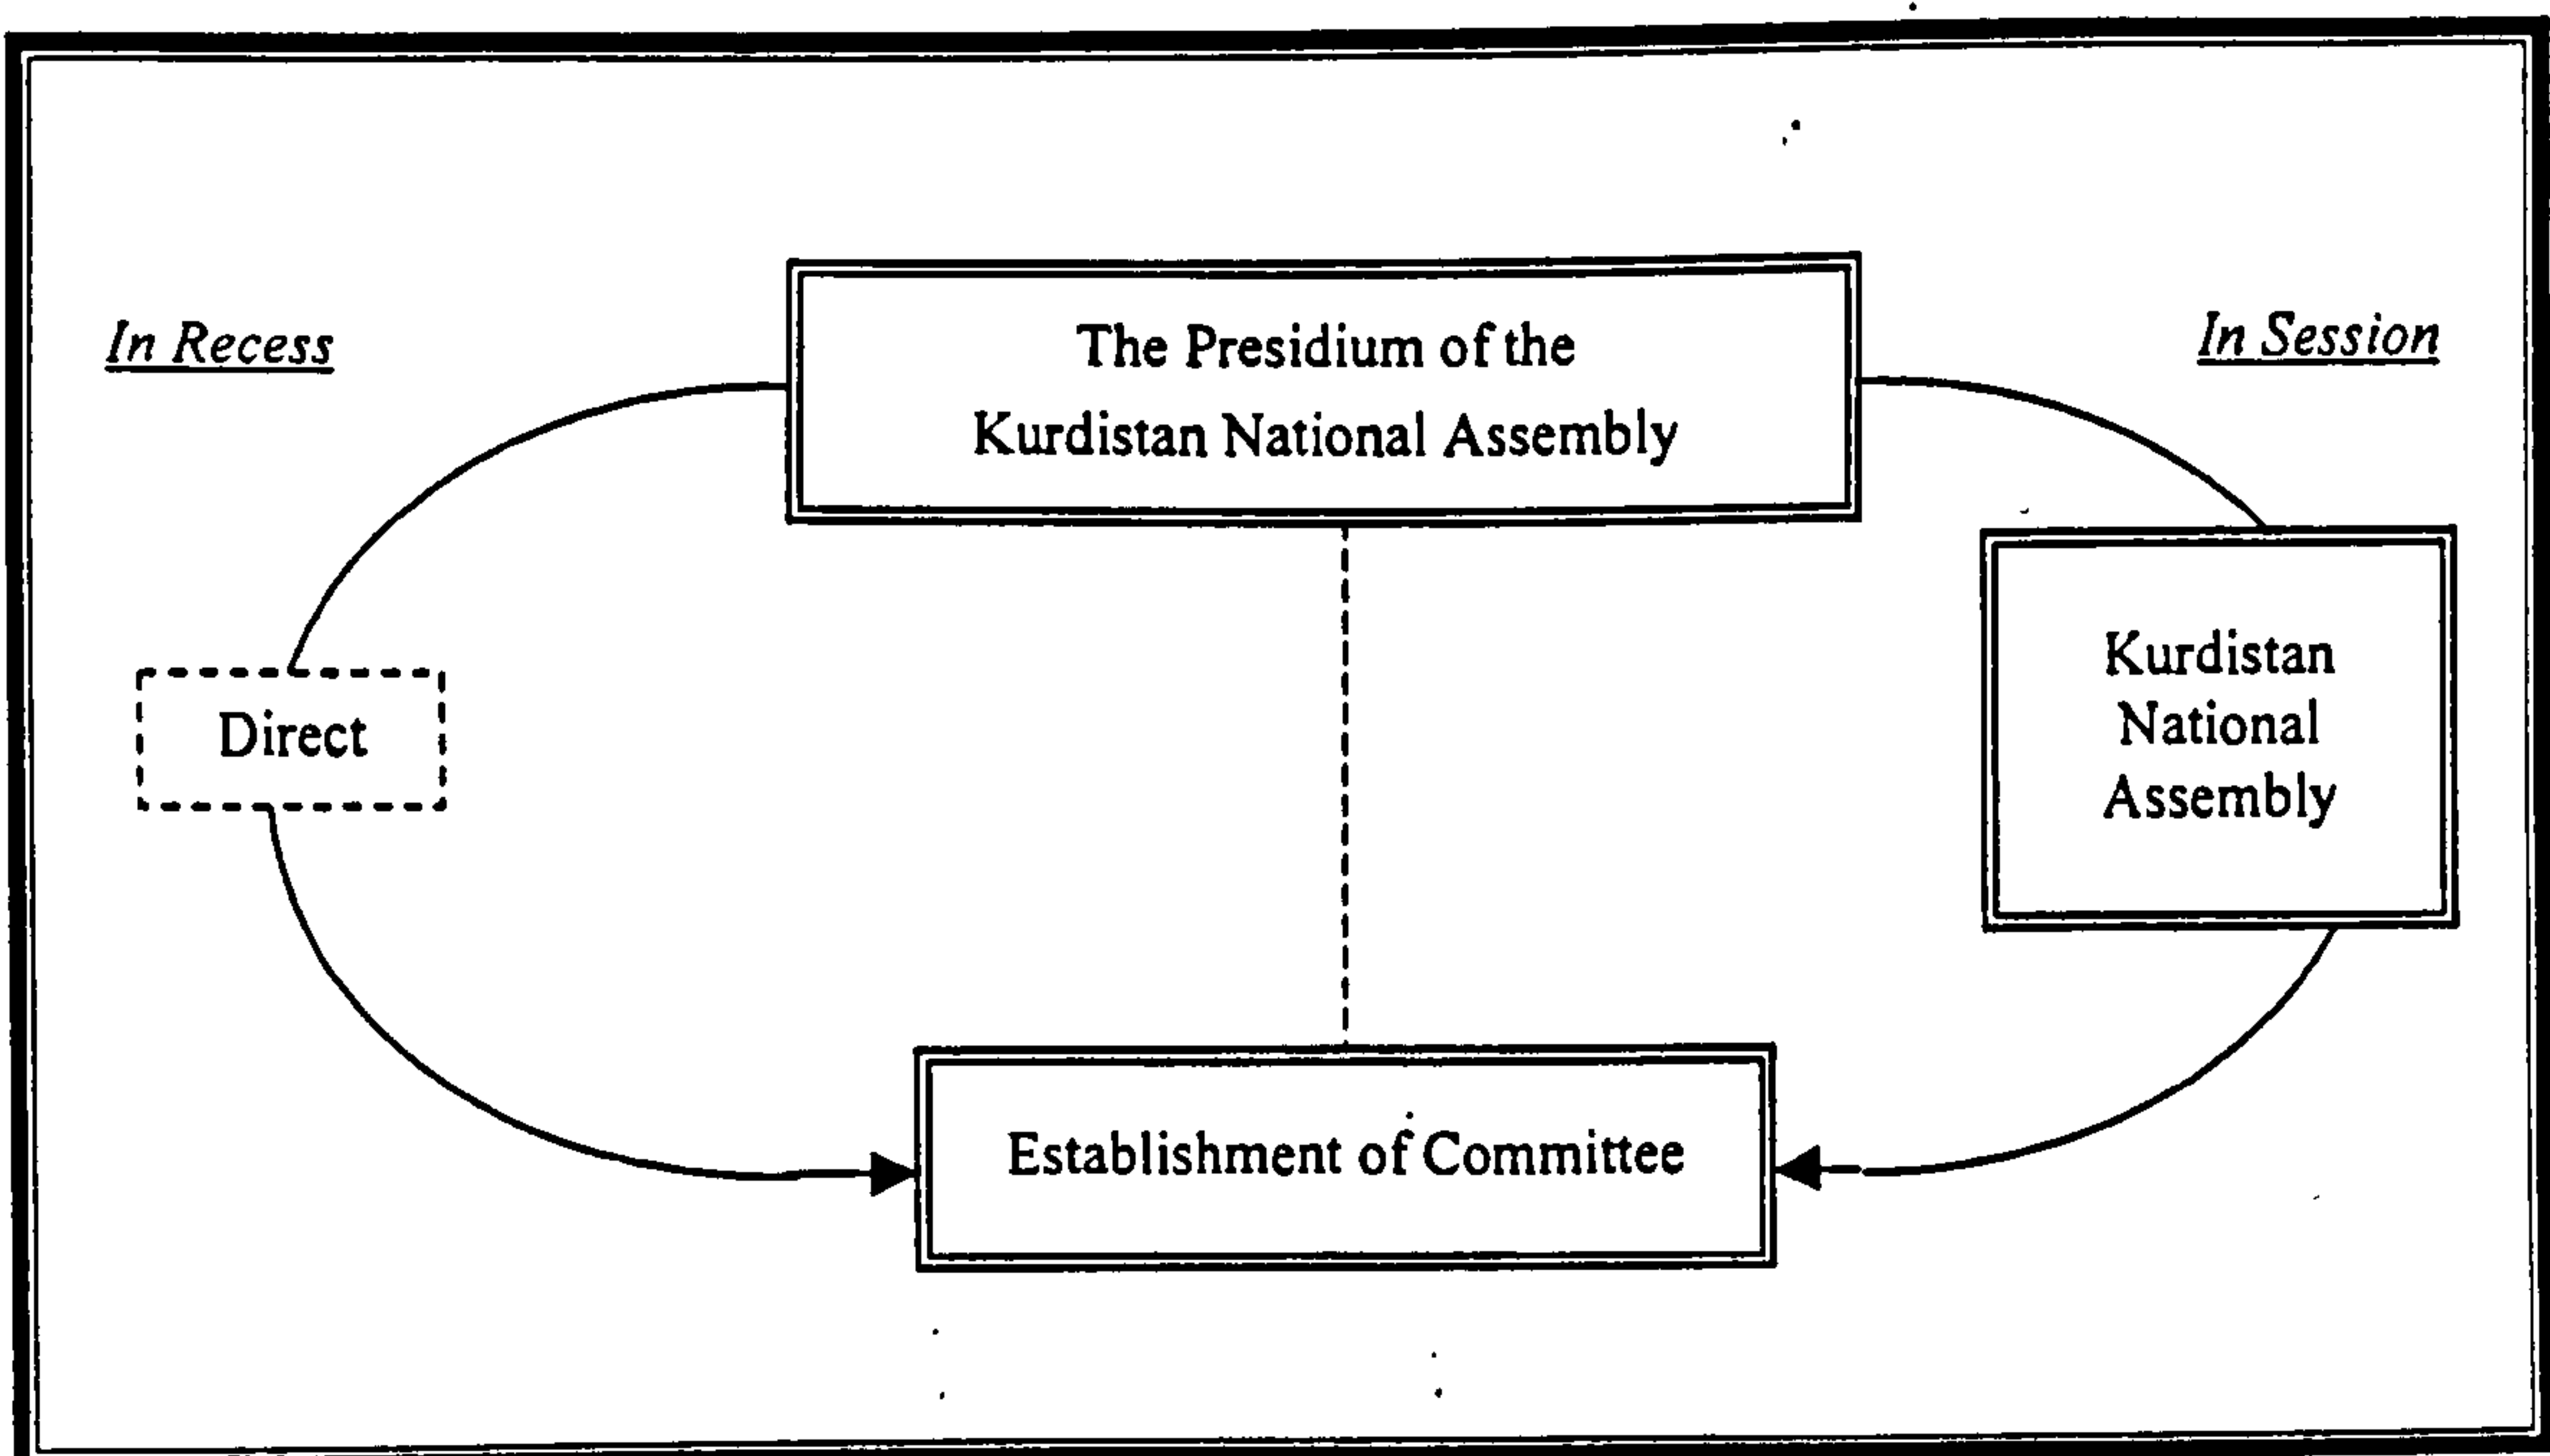 In Recess
The Presidium of the
Kurdistan National Assembly
In Session
Direct
Kurdistan
National
Assembly
Establishment of Committee